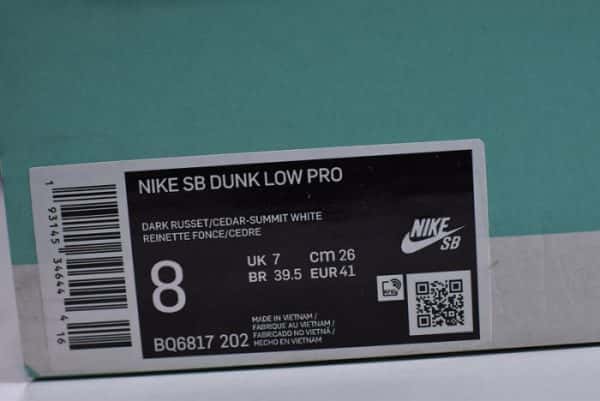 NIKE SB DUNK LOW PRO
DARK RUSSET/CEDAR-SUMMIT WHITE
REINETTE FONCE/CEDRE
NIKE
SB
8
UK 7 cm 26
BR 39.5 EUR 41
BQ6817 202
MADE IN VIETNAM /
FABRIQUE AU VIETNAM /
FABRICADO NO VIETNÃ /
HECHO EN VIETNAM
1 93145 34644 4 16